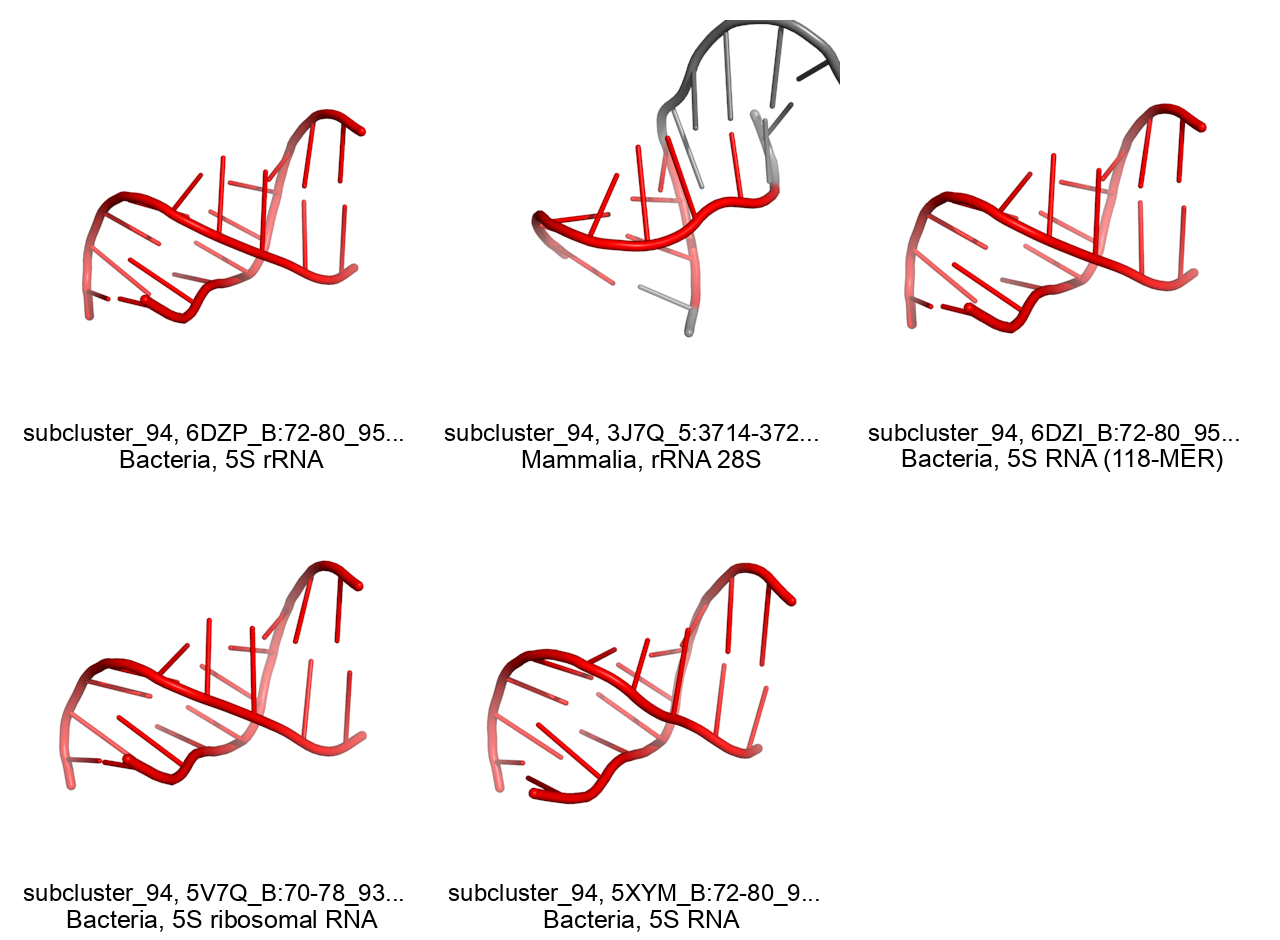 subcluster_94, 6DZP_B:72-80_95...
Bacteria, 5S rRNA
subcluster_94, 3J7Q_5:3714-372...
Mammalia, rRNA 28S
subcluster_94, 6DZI_B:72-80_95...
Bacteria, 5S RNA (118-MER)
subcluster_94, 5V7Q_B:70-78_93...
Bacteria, 5S ribosomal RNA
subcluster_94, 5XYM_B:72-80_9...
Bacteria, 5S RNA